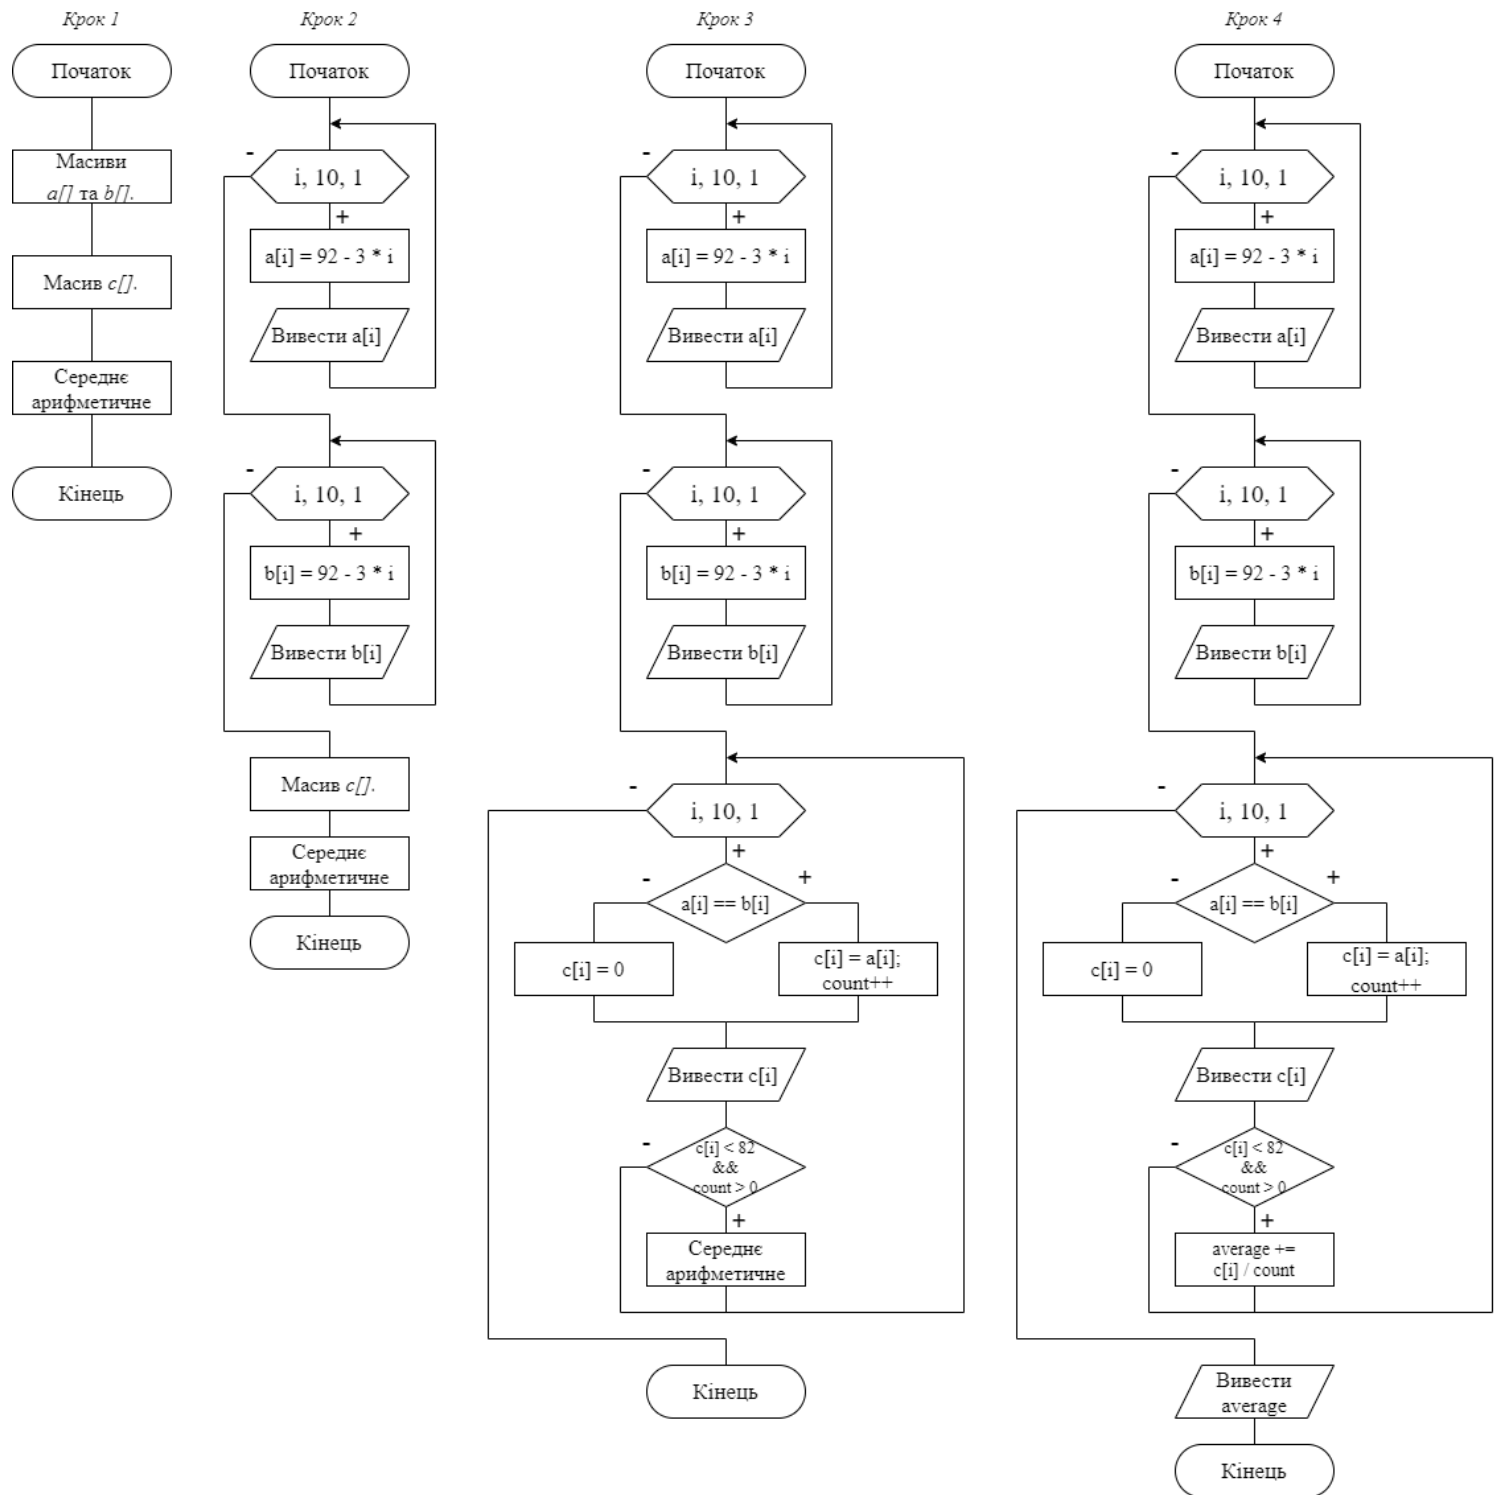 Крок 1
Початок
Масиви
a[] та b[].
Масив c[].
Середнє
арифметичне
Кінець
Крок 2
Початок
-
i, 10, 1
+
a[i] = 92 - 3 * i
Вивести a[i]
-
i, 10, 1
+
b[i] = 92 - 3 * i
Вивести b[i]
Масив c[].
Середнє
арифметичне
Кінець
Крок 3
Початок
-
i, 10, 1
+
a[i] = 92 - 3 * i
Вивести a[i]
-
i, 10, 1
+
b[i] = 92 - 3 * i
Вивести b[i]
-
i, 10, 1
+
-
a[i] == b[i]
+
c[i] = 0
c[i] = a[i];
count++
Вивести c[i]
-
c[i] < 82
&&
count > 0
+
Середнє
арифметичне
Кінець
Крок 4
Початок
-
i, 10, 1
+
a[i] = 92 - 3 * i
Вивести a[i]
-
i, 10, 1
+
b[i] = 92 - 3 * i
Вивести b[i]
-
i, 10, 1
+
-
a[i] == b[i]
+
c[i] = 0
c[i] = a[i];
count++
Вивести c[i]
-
c[i] < 82
&&
count > 0
+
average +=
c[i] / count
Вивести
average
Кінець